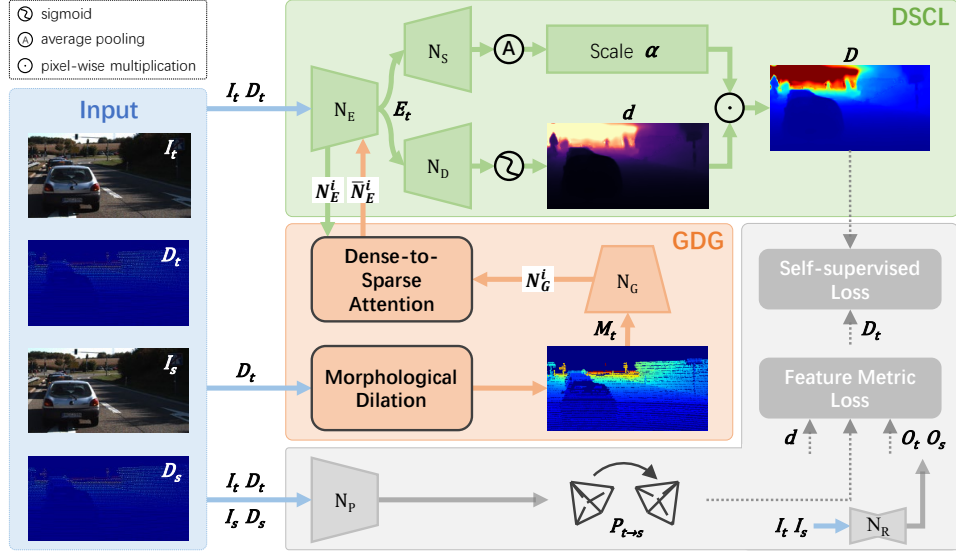 sigmoid
A average pooling
pixel-wise multiplication
Input
I_t
D_t
I_s
D_s
DSCL
I_t D_t
N_E
E_t
N_S
A
Scale α
N_D
d
D
N_E^i N̅_E^i
GDG
Dense-to-
Sparse
Attention
N_G^i
N_G
M_t
D_t
Morphological
Dilation
Self-supervised
Loss
D_t
Feature Metric
Loss
d
O_t O_s
I_t D_t
I_s D_s
N_P
P_{t→s}
I_t I_s
N_R